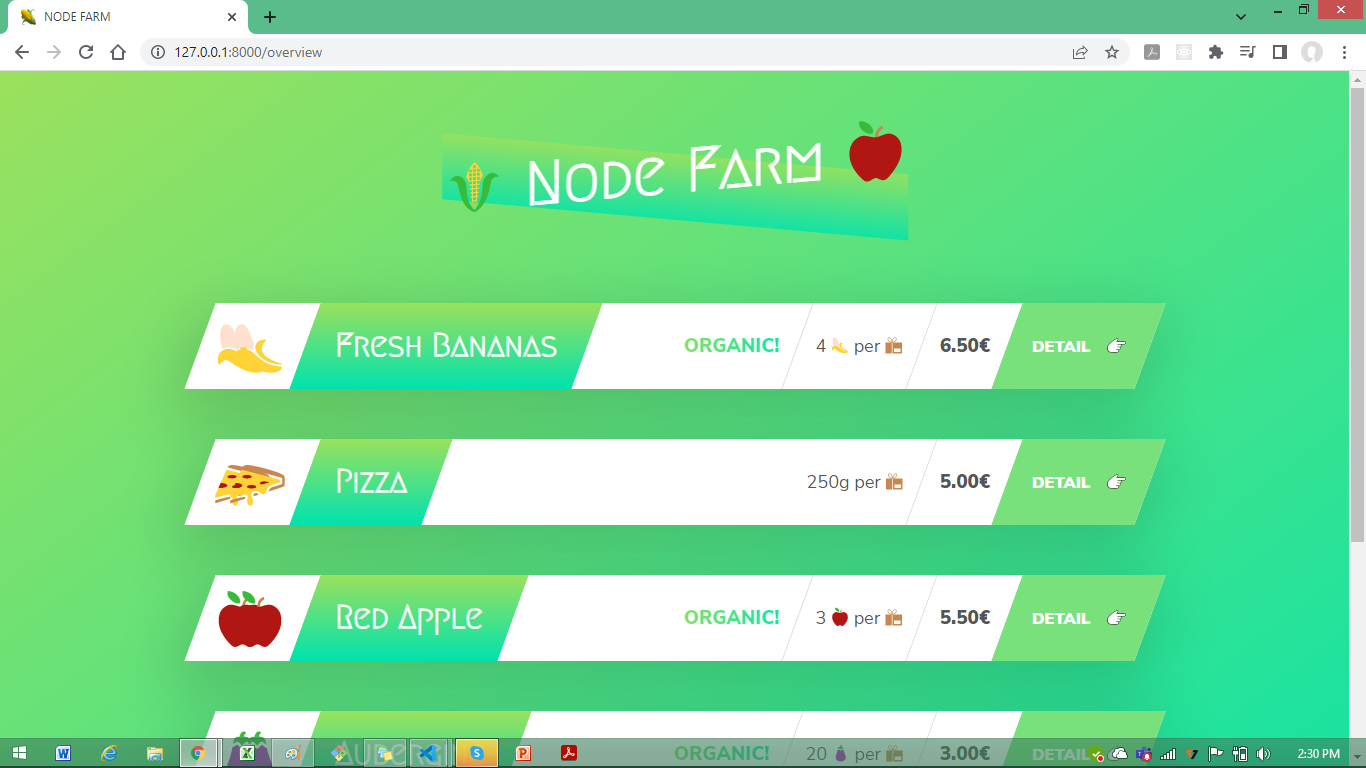 NODE FARM
127.0.0.1:8000/overview
Node Farm
Fresh Bananas ORGANIC! 4 per 6.50€ DETAIL
Pizza 250g per 5.00€ DETAIL
Red Apple ORGANIC! 3 per 5.50€ DETAIL
ORGANIC! 20 per 3.00€ DETAIL
2:30 PM